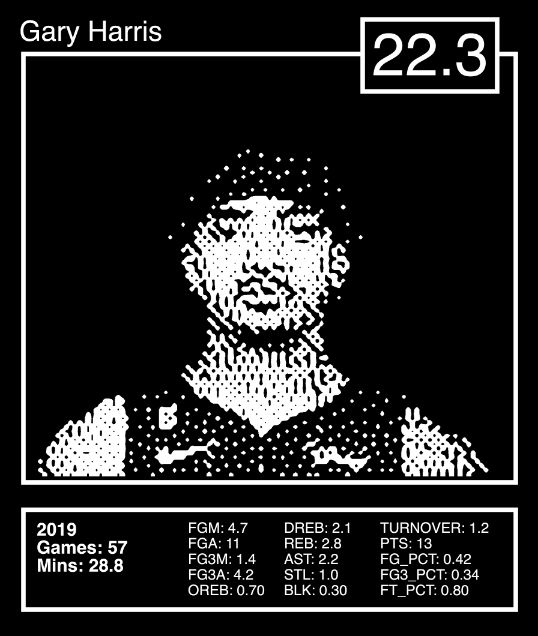 Gary Harris
22.3
2019
Games: 57
Mins: 28.8
FGM: 4.7
FGA: 11
FG3M: 1.4
FG3A: 4.2
OREB: 0.70
DREB: 2.1
REB: 2.8
AST: 2.2
STL: 1.0
BLK: 0.30
TURNOVER: 1.2
PTS: 13
FG_PCT: 0.42
FG3_PCT: 0.34
FT_PCT: 0.80